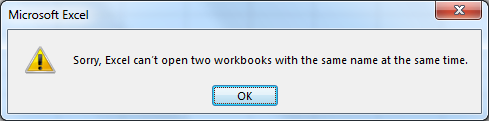 Microsoft Excel
Sorry, Excel can't open two workbooks with the same name at the same time.
OK